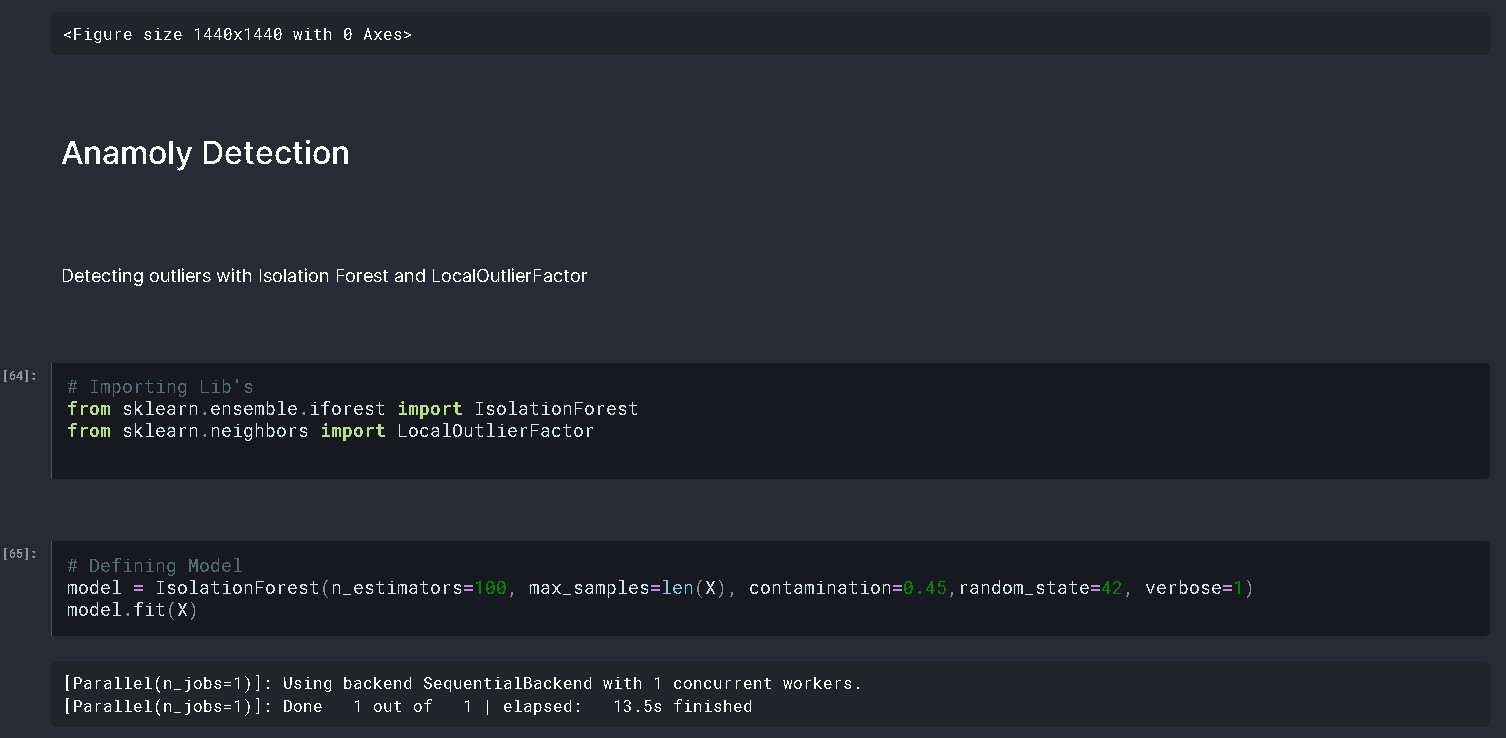 <Figure size 1440x1440 with 0 Axes>
Anamoly Detection
Detecting outliers with Isolation Forest and LocalOutlierFactor
[64]:
# Importing Lib's
from sklearn.ensemble.iforest import IsolationForest
from sklearn.neighbors import LocalOutlierFactor
[65]:
# Defining Model
model = IsolationForest(n_estimators=100, max_samples=len(X), contamination=0.45,random_state=42, verbose=1)
model.fit(X)
[Parallel(n_jobs=1)]: Using backend SequentialBackend with 1 concurrent workers.
[Parallel(n_jobs=1)]: Done   1 out of   1 | elapsed:   13.5s finished